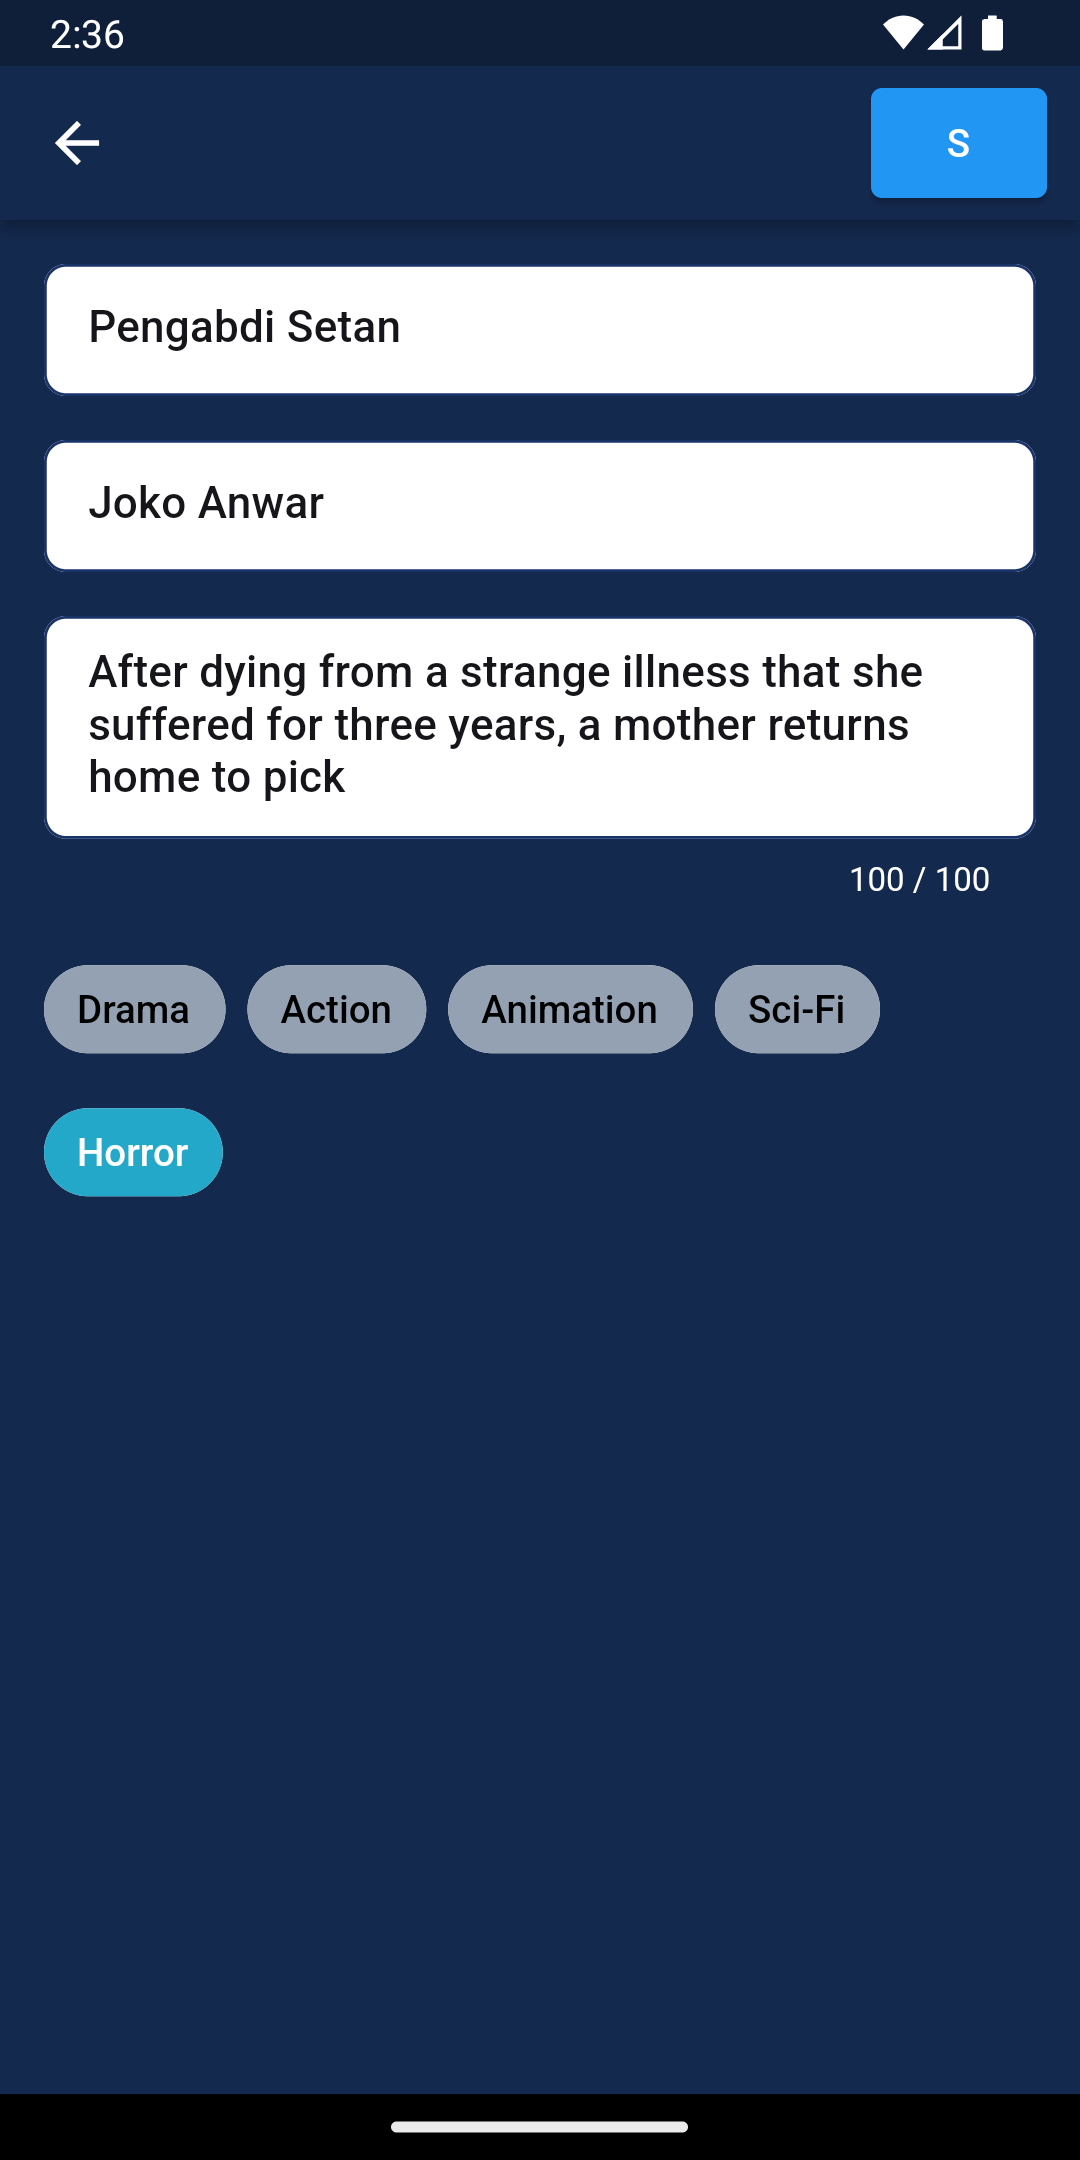 2:36
S
Pengabdi Setan
Joko Anwar
After dying from a strange illness that she
suffered for three years, a mother returns
home to pick
100 / 100
Drama
Action
Animation
Sci-Fi
Horror